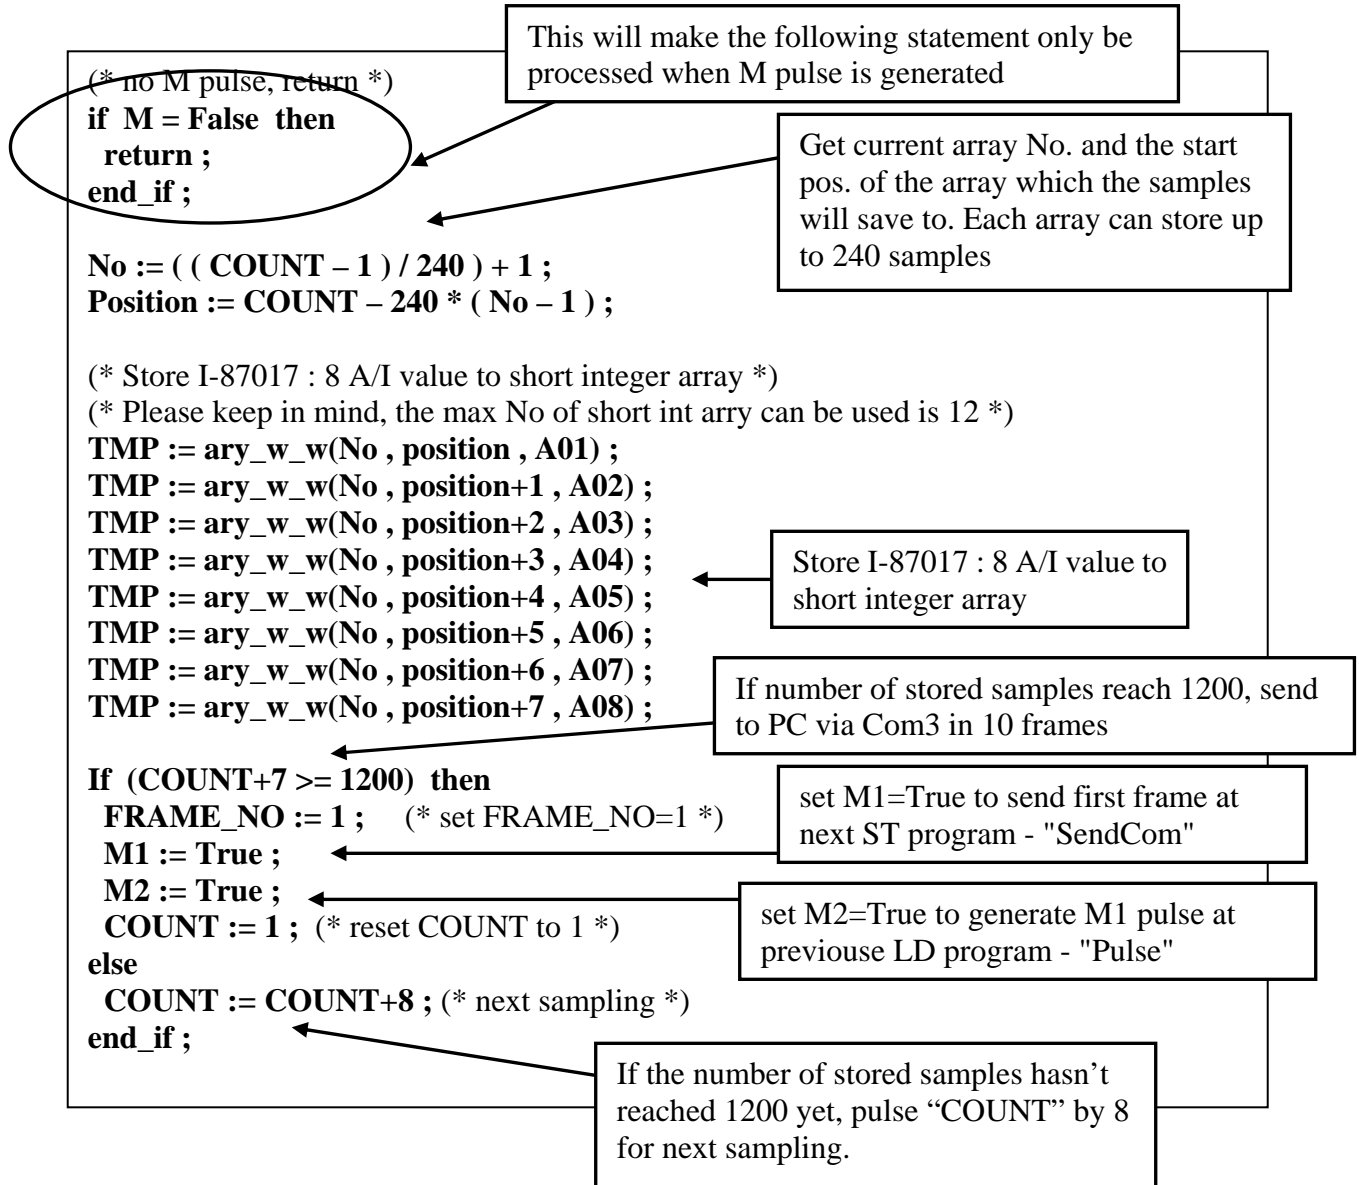 This will make the following statement only be
processed when M pulse is generated
(* no M pulse, return *)
if M = False then
return ;
end_if ;
Get current array No. and the start
pos. of the array which the samples
will save to. Each array can store up
to 240 samples
No := ( ( COUNT – 1 ) / 240 ) + 1 ;
Position := COUNT – 240 * ( No – 1 ) ;
(* Store I-87017 : 8 A/I value to short integer array *)
(* Please keep in mind, the max No of short int arry can be used is 12 *)
TMP := ary_w_w(No , position , A01) ;
TMP := ary_w_w(No , position+1 , A02) ;
TMP := ary_w_w(No , position+2 , A03) ;
TMP := ary_w_w(No , position+3 , A04) ;
TMP := ary_w_w(No , position+4 , A05) ;
TMP := ary_w_w(No , position+5 , A06) ;
TMP := ary_w_w(No , position+6 , A07) ;
TMP := ary_w_w(No , position+7 , A08) ;
Store I-87017 : 8 A/I value to
short integer array
If number of stored samples reach 1200, send
to PC via Com3 in 10 frames
If (COUNT+7 >= 1200) then
FRAME_NO := 1 ; (* set FRAME_NO=1 *)
M1 := True ;
M2 := True ;
COUNT := 1 ; (* reset COUNT to 1 *)
else
COUNT := COUNT+8 ; (* next sampling *)
end_if ;
set M1=True to send first frame at
next ST program - "SendCom"
set M2=True to generate M1 pulse at
previouse LD program - "Pulse"
If the number of stored samples hasn’t
reached 1200 yet, pulse “COUNT” by 8
for next sampling.